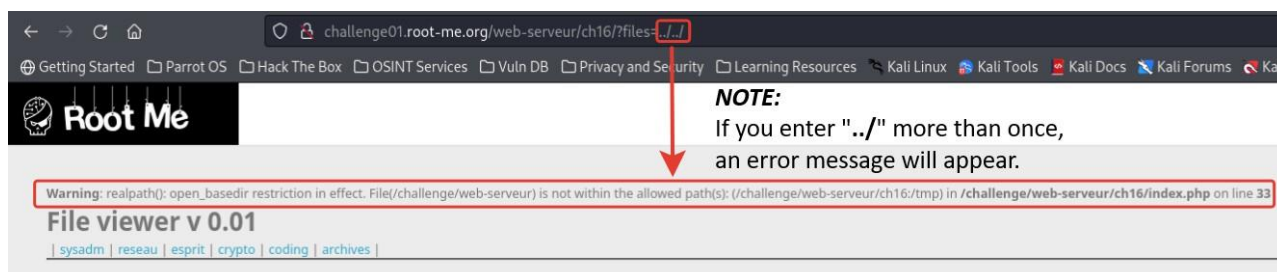 challenge01.root-me.org/web-serveur/ch16/?files=../../
Getting Started Parrot OS Hack The Box OSINT Services Vuln DB Privacy and Security Learning Resources Kali Linux Kali Tools Kali Docs Kali Forums Ka
Root Me
NOTE:
If you enter "../" more than once,
an error message will appear.
Warning: realpath(): open_basedir restriction in effect. File(/challenge/web-serveur) is not within the allowed path(s): (/challenge/web-serveur/ch16:/tmp) in /challenge/web-serveur/ch16/index.php on line 33
File viewer v 0.01
| sysadm | reseau | esprit | crypto | coding | archives |